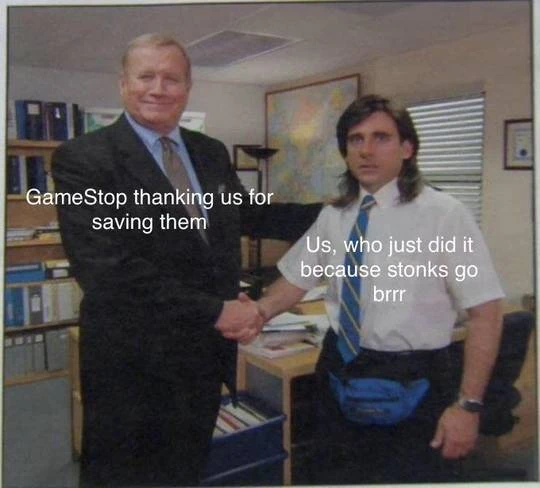 GameStop thanking us for
saving them
Us, who just did it
because stonks go
brrr